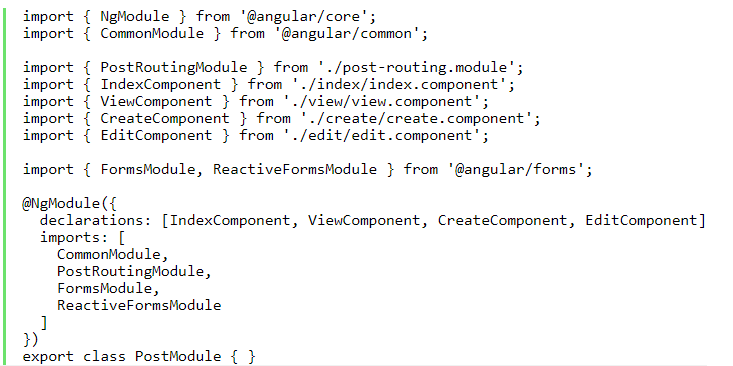 import { NgModule } from '@angular/core';
import { CommonModule } from '@angular/common';

import { PostRoutingModule } from './post-routing.module';
import { IndexComponent } from './index/index.component';
import { ViewComponent } from './view/view.component';
import { CreateComponent } from './create/create.component';
import { EditComponent } from './edit/edit.component';

import { FormsModule, ReactiveFormsModule } from '@angular/forms';

@NgModule({
  declarations: [IndexComponent, ViewComponent, CreateComponent, EditComponent]
  imports: [
    CommonModule,
    PostRoutingModule,
    FormsModule,
    ReactiveFormsModule
  ]
})
export class PostModule { }